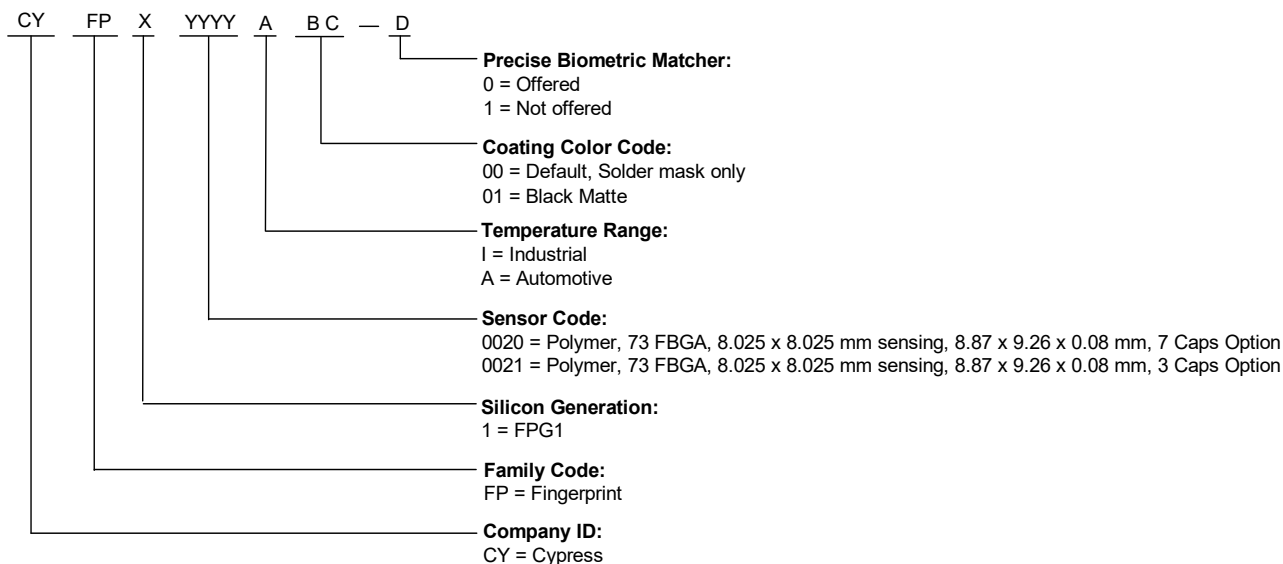 CY FP X YYYY A B C — D
Precise Biometric Matcher:
0 = Offered
1 = Not offered
Coating Color Code:
00 = Default, Solder mask only
01 = Black Matte
Temperature Range:
I = Industrial
A = Automotive
Sensor Code:
0020 = Polymer, 73 FBGA, 8.025 x 8.025 mm sensing, 8.87 x 9.26 x 0.08 mm, 7 Caps Option
0021 = Polymer, 73 FBGA, 8.025 x 8.025 mm sensing, 8.87 x 9.26 x 0.08 mm, 3 Caps Option
Silicon Generation:
1 = FPG1
Family Code:
FP = Fingerprint
Company ID:
CY = Cypress